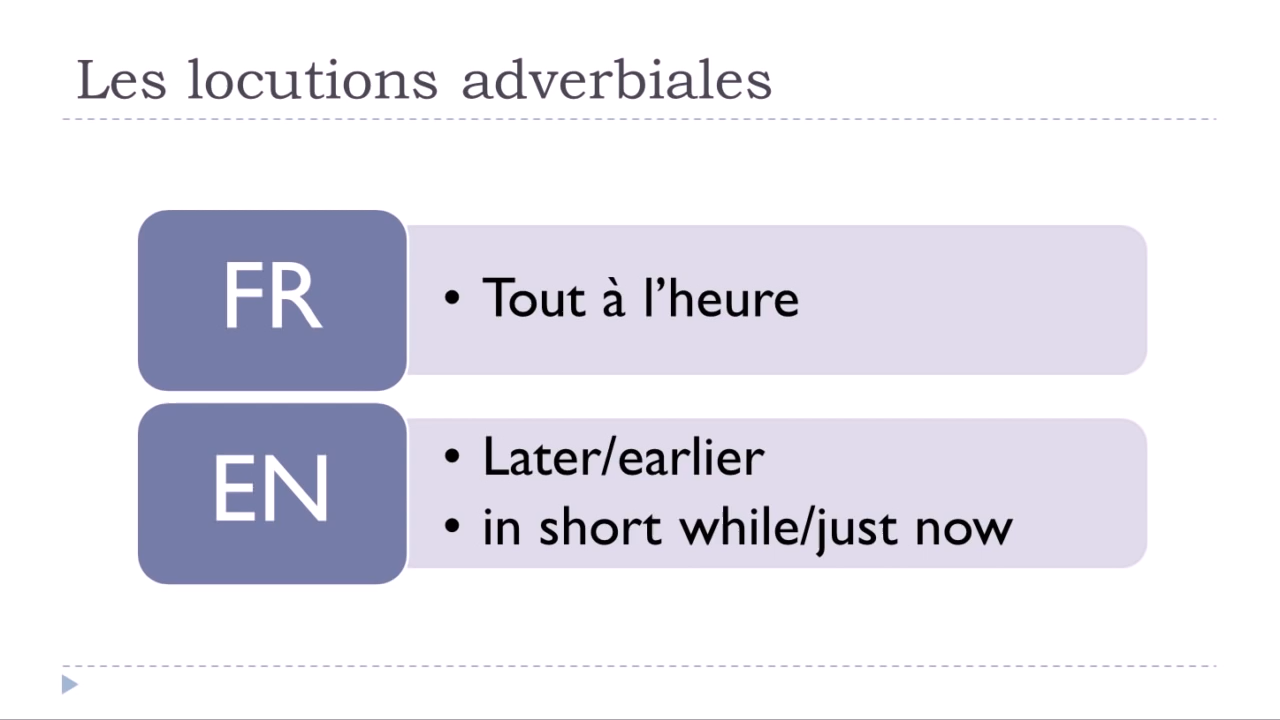 Les locutions adverbiales
FR
• Tout à l’heure
EN
• Later/earlier
• in short while/just now